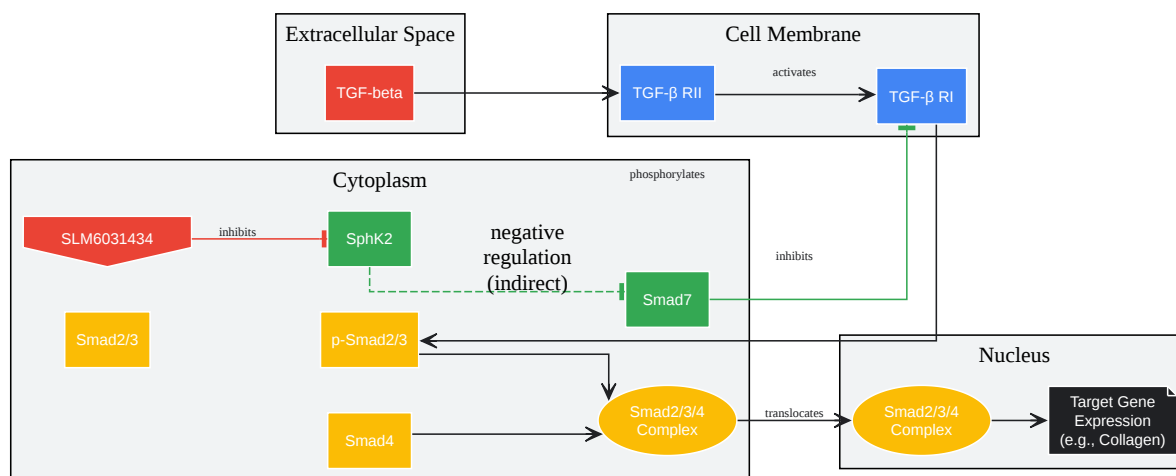 Extracellular Space
Cell Membrane
TGF-beta
TGF-β RII
activates
TGF-β RI
Cytoplasm
phosphorylates
SLM6031434
inhibits
SphK2
negative
regulation
(indirect)
inhibits
Smad7
Smad2/3
p-Smad2/3
Nucleus
Smad4
Smad2/3/4
Complex
translocates
Smad2/3/4
Complex
Target Gene
Expression
(e.g., Collagen)